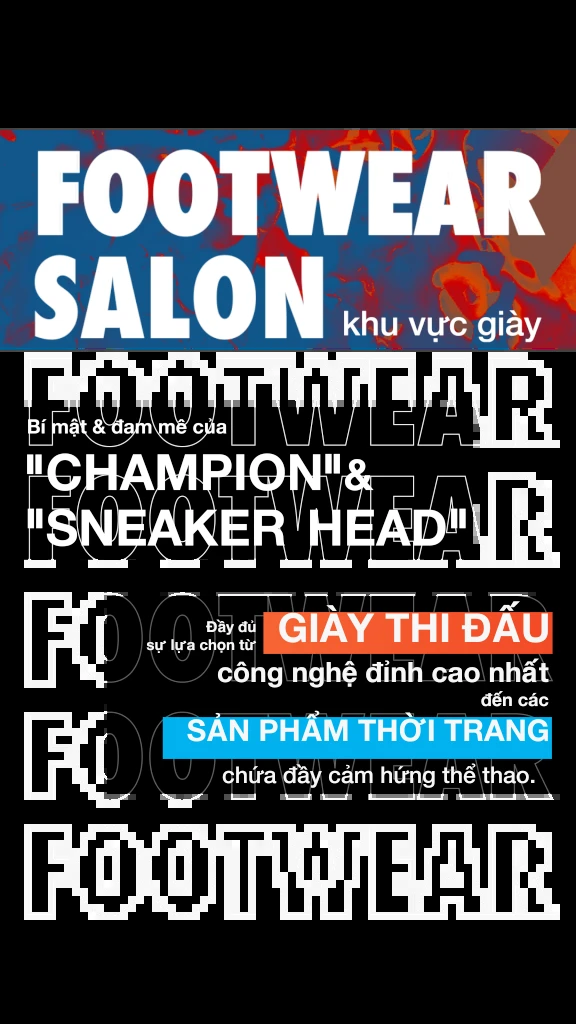 FOOTWEAR
SALON khu vực giày
FOOTWEAR
Bí mật & đam mê của
"CHAMPION"&
"SNEAKER HEAD"
FOOTWEAR
FOOTWEAR
Đầy đủ
sự lựa chọn từ
GIÀY THI ĐẤU
công nghệ đỉnh cao nhất
đến các
FOOTWEAR
SẢN PHẨM THỜI TRANG
chứa đầy cảm hứng thể thao.
FOOTWEAR